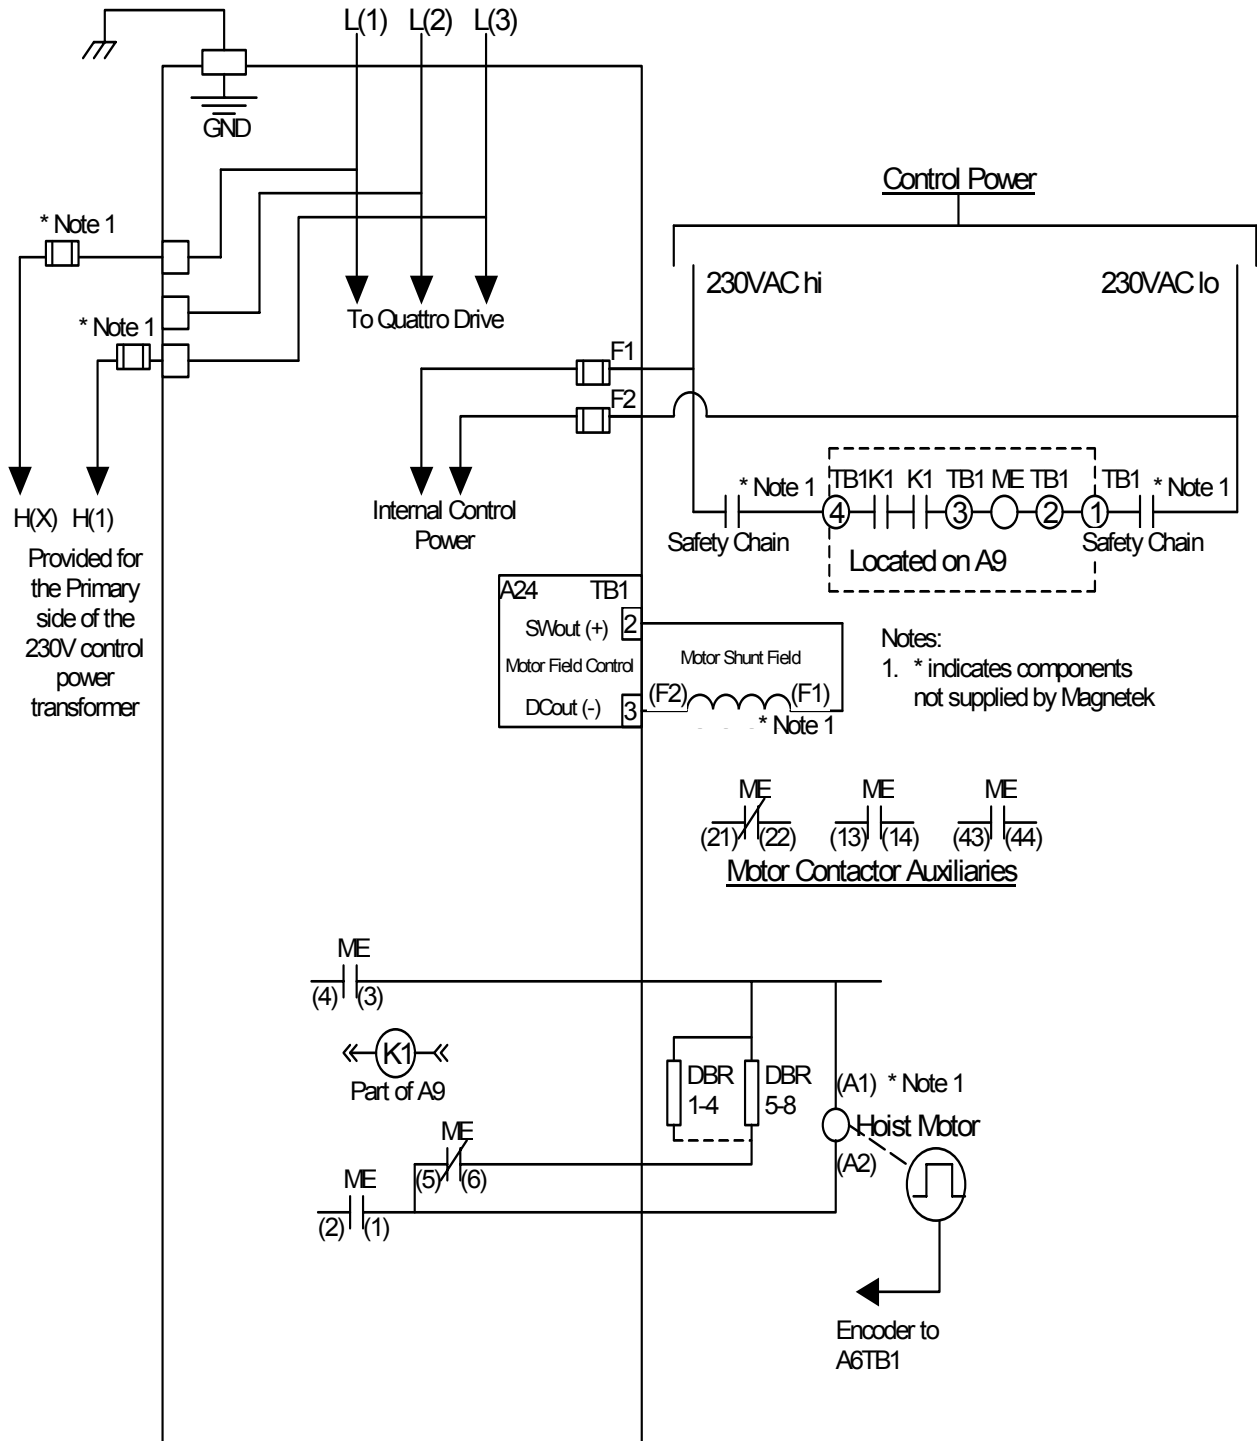 L(1) L(2) L(3)
GND
Control Power
* Note 1
230VAC hi
230VAC lo
* Note 1
To Quattro Drive
F1
F2
* Note 1
TB1 K1 K1 TB1 ME TB1
TB1
* Note 1
4
3
2
1
Safety Chain
Safety Chain
Located on A9
H(X) H(1)
Provided for
the Primary
side of the
230V control
power
transformer
Internal Control
Power
A24
TB1
SWout (+)
2
Motor Field Control
DCout (-)
3
Motor Shunt Field
(F2)
(F1)
* Note 1
Notes:
1. * indicates components
not supplied by Magnetek
ME
(21) (22)
ME
(13) (14)
ME
(43) (44)
Motor Contactor Auxiliaries
ME
(4) (3)
K1
Part of A9
DBR
1-4
DBR
5-8
(A1) * Note 1
Hoist Motor
(A2)
ME
(5) (6)
ME
(2) (1)
Encoder to
A6TB1